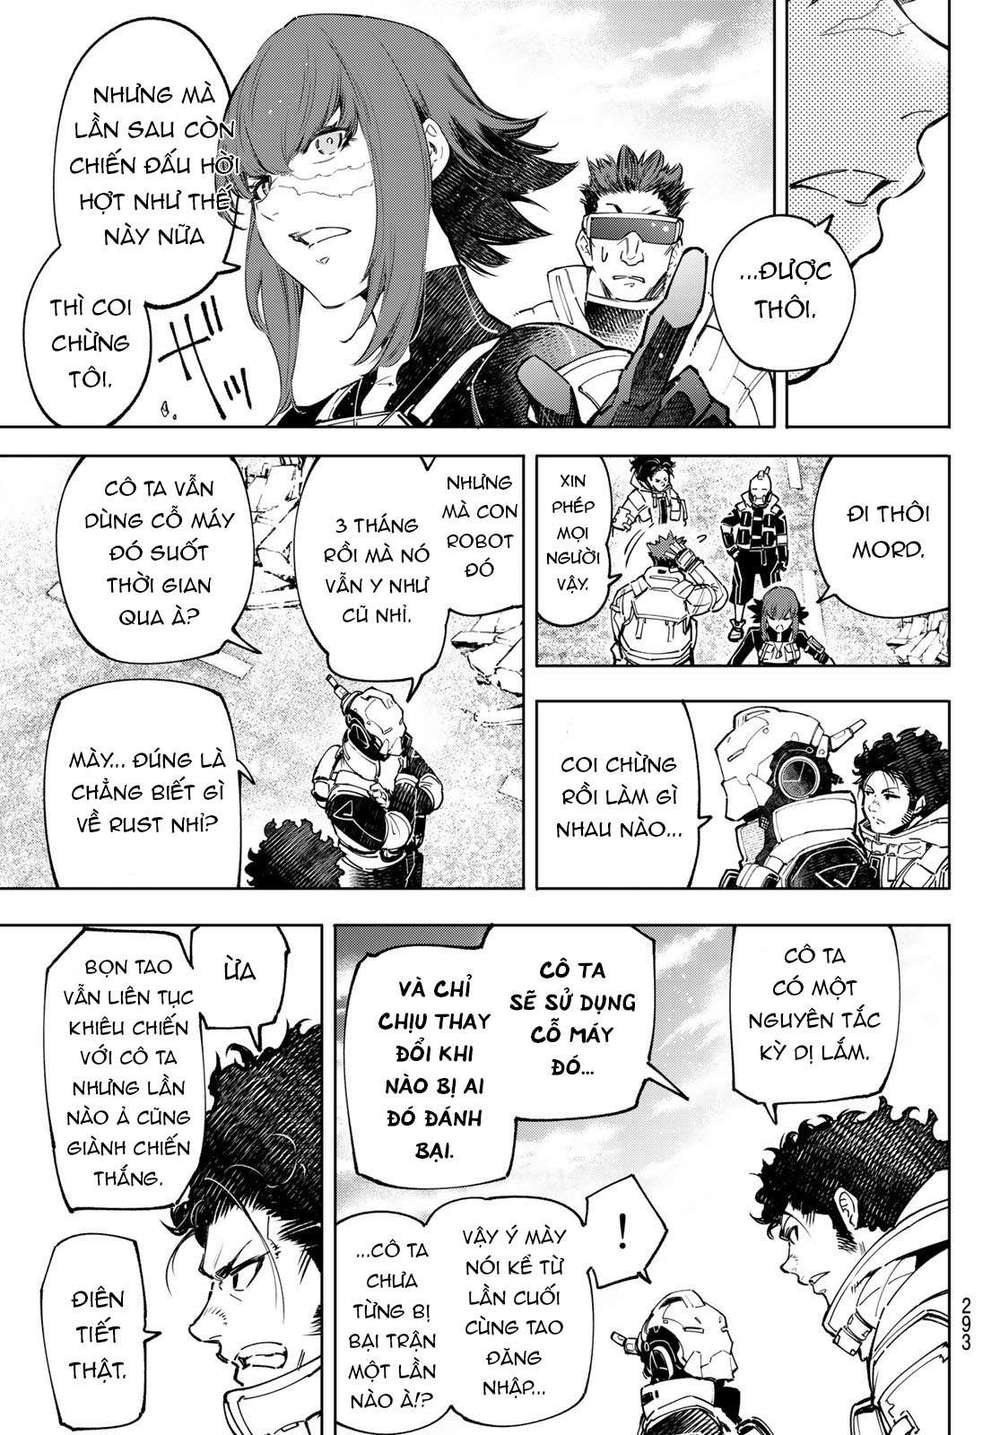 ...ĐƯỢC
THÔI.
NHƯNG MÀ
LẦN SAU CÒN
CHIẾN ĐẤU HỜI
HỢT NHƯ THẾ
NÀY NỮA
THÌ COI
CHỪNG
TÔI.
ĐI THÔI
MORD.
XIN
PHÉP
MỌI
NGƯỜI
VẬY.
COI CHỪNG
RỒI LÀM GÌ
NHAU NÀO...
NHƯNG
MÀ CON
ROBOT
ĐÓ
3 THÁNG
RỒI MÀ NÓ
VẪN Y NHƯ
CŨ NHỈ.
CÔ TA VẪN
DÙNG CỖ MÁY
ĐÓ SUỐT
THỜI GIAN
QUA À?
MÀY... ĐÚNG LÀ
CHẲNG BIẾT GÌ
VỀ RUST NHỈ?
CÔ TA
CÓ MỘT
NGUYÊN TẮC
KỲ DỊ LẮM.
CÔ TA
SẼ SỬ DỤNG
CỖ MÁY
ĐÓ...
VÀ CHỈ
CHỊU THAY
ĐỔI KHI
NÀO BỊ AI
ĐÓ ĐÁNH
BẠI.
!
VẬY Ý MÀY
NÓI KỂ TỪ
LẦN CUỐI
CÙNG TAO
ĐĂNG
NHẬP...
...CÔ TA
CHƯA
TỪNG BỊ
BẠI TRẬN
MỘT LẦN
NÀO À!?
ỪA
BỌN TAO
VẪN LIÊN TỤC
KHIÊU CHIẾN
VỚI CÔ TA
NHƯNG LẦN
NÀO Ả CŨNG
GIÀNH CHIẾN
THẮNG.
ĐIÊN
TIẾT
THẬT.
293